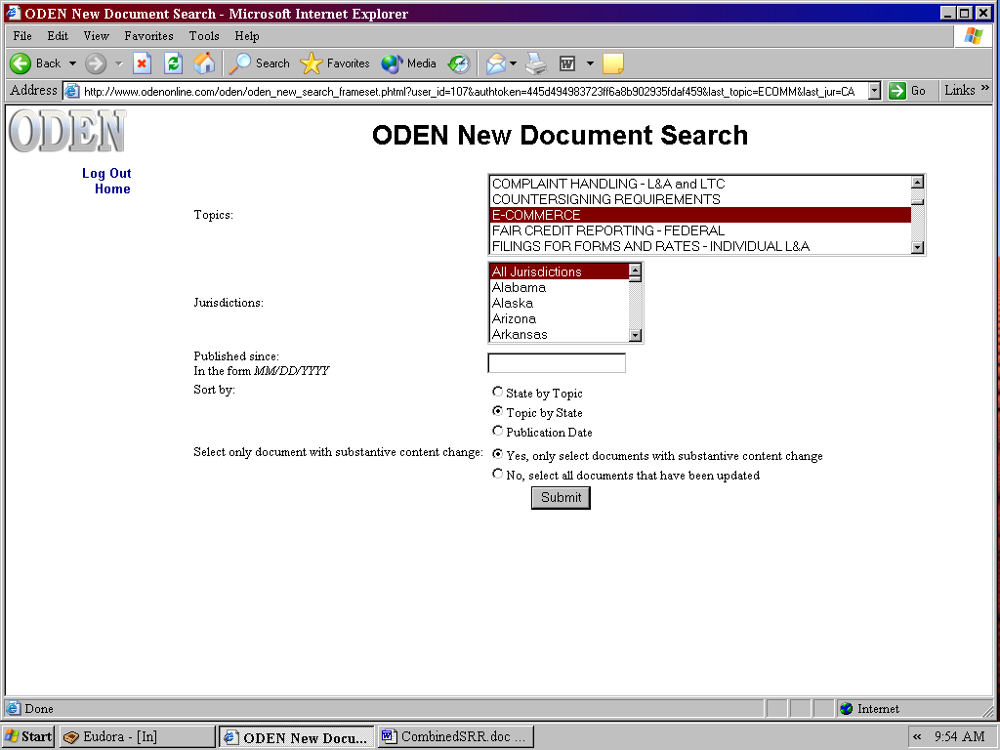 ODEN New Document Search - Microsoft Internet Explorer
File Edit View Favorites Tools Help
Back Search Favorites Media
Address http://www.odenonline.com/oden/oden_new_search_frameset.phtml?user_id=107&authtoken=445d494983723ff6a8b902935fdaf459&last_topic=ECOMM&last_jur=CA Go Links »
ODEN
ODEN New Document Search
Log Out
Home
Topics:
COMPLAINT HANDLING - L&A and LTC
COUNTERSIGNING REQUIREMENTS
E-COMMERCE
FAIR CREDIT REPORTING - FEDERAL
FILINGS FOR FORMS AND RATES - INDIVIDUAL L&A
Jurisdictions:
All Jurisdictions
Alabama
Alaska
Arizona
Arkansas
Published since:
In the form MM/DD/YYYY
Sort by:
State by Topic
Topic by State
Publication Date
Select only document with substantive content change:
Yes, only select documents with substantive content change
No, select all documents that have been updated
Submit
Done Internet
Start Eudora - [In] ODEN New Docu... CombinedSRR.doc ... « 9:54 AM